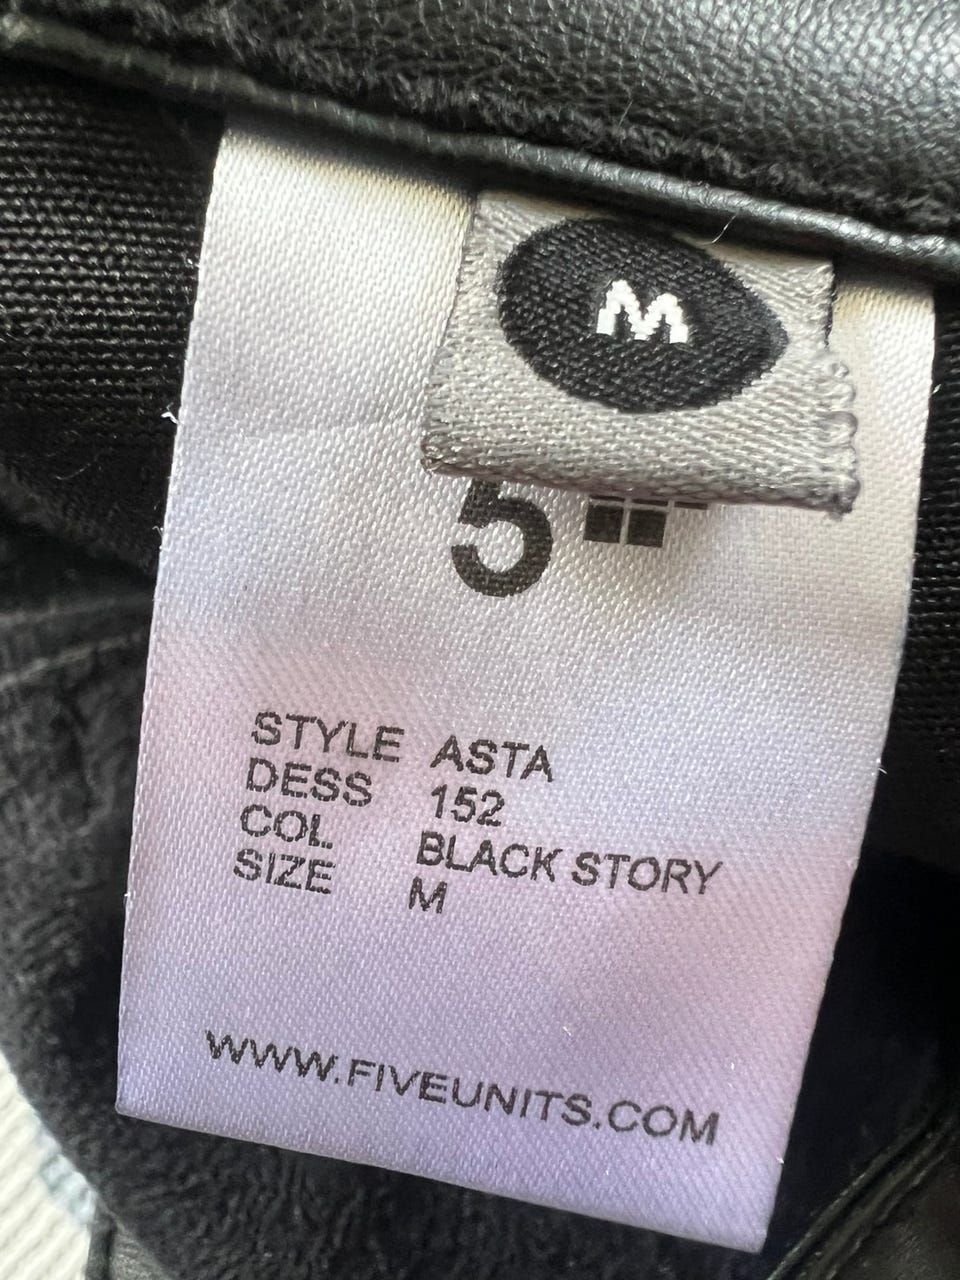 M
5
STYLE ASTA
DESS 152
COL BLACK STORY
SIZE M
WWW.FIVEUNITS.COM